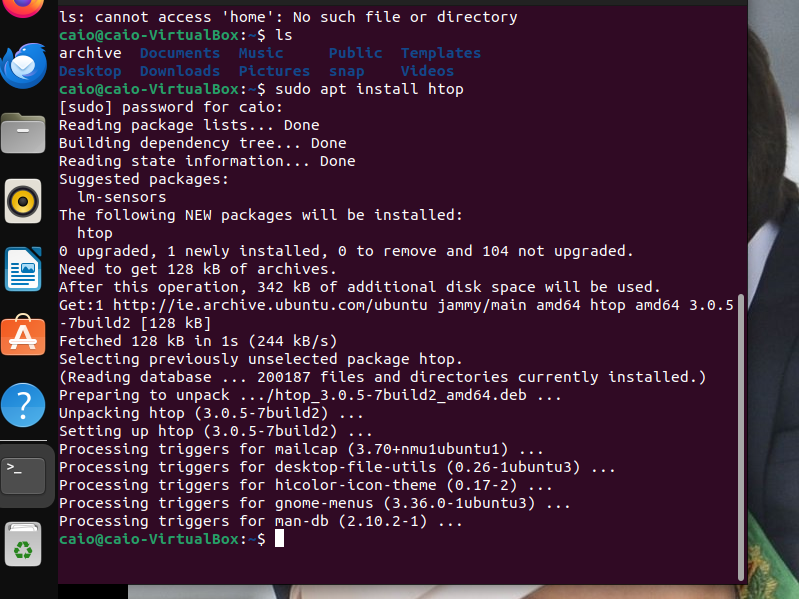 ls: cannot access 'home': No such file or directory
caio@caio-VirtualBox:~$ ls
archive  Documents  Music     Public  Templates
Desktop  Downloads  Pictures  snap    Videos
caio@caio-VirtualBox:~$ sudo apt install htop
[sudo] password for caio:
Reading package lists... Done
Building dependency tree... Done
Reading state information... Done
Suggested packages:
  lm-sensors
The following NEW packages will be installed:
  htop
0 upgraded, 1 newly installed, 0 to remove and 104 not upgraded.
Need to get 128 kB of archives.
After this operation, 342 kB of additional disk space will be used.
Get:1 http://ie.archive.ubuntu.com/ubuntu jammy/main amd64 htop amd64 3.0.5
-7build2 [128 kB]
Fetched 128 kB in 1s (244 kB/s)
Selecting previously unselected package htop.
(Reading database ... 200187 files and directories currently installed.)
Preparing to unpack .../htop_3.0.5-7build2_amd64.deb ...
Unpacking htop (3.0.5-7build2) ...
Setting up htop (3.0.5-7build2) ...
Processing triggers for mailcap (3.70+nmu1ubuntu1) ...
Processing triggers for desktop-file-utils (0.26-1ubuntu3) ...
Processing triggers for hicolor-icon-theme (0.17-2) ...
Processing triggers for gnome-menus (3.36.0-1ubuntu3) ...
Processing triggers for man-db (2.10.2-1) ...
caio@caio-VirtualBox:~$